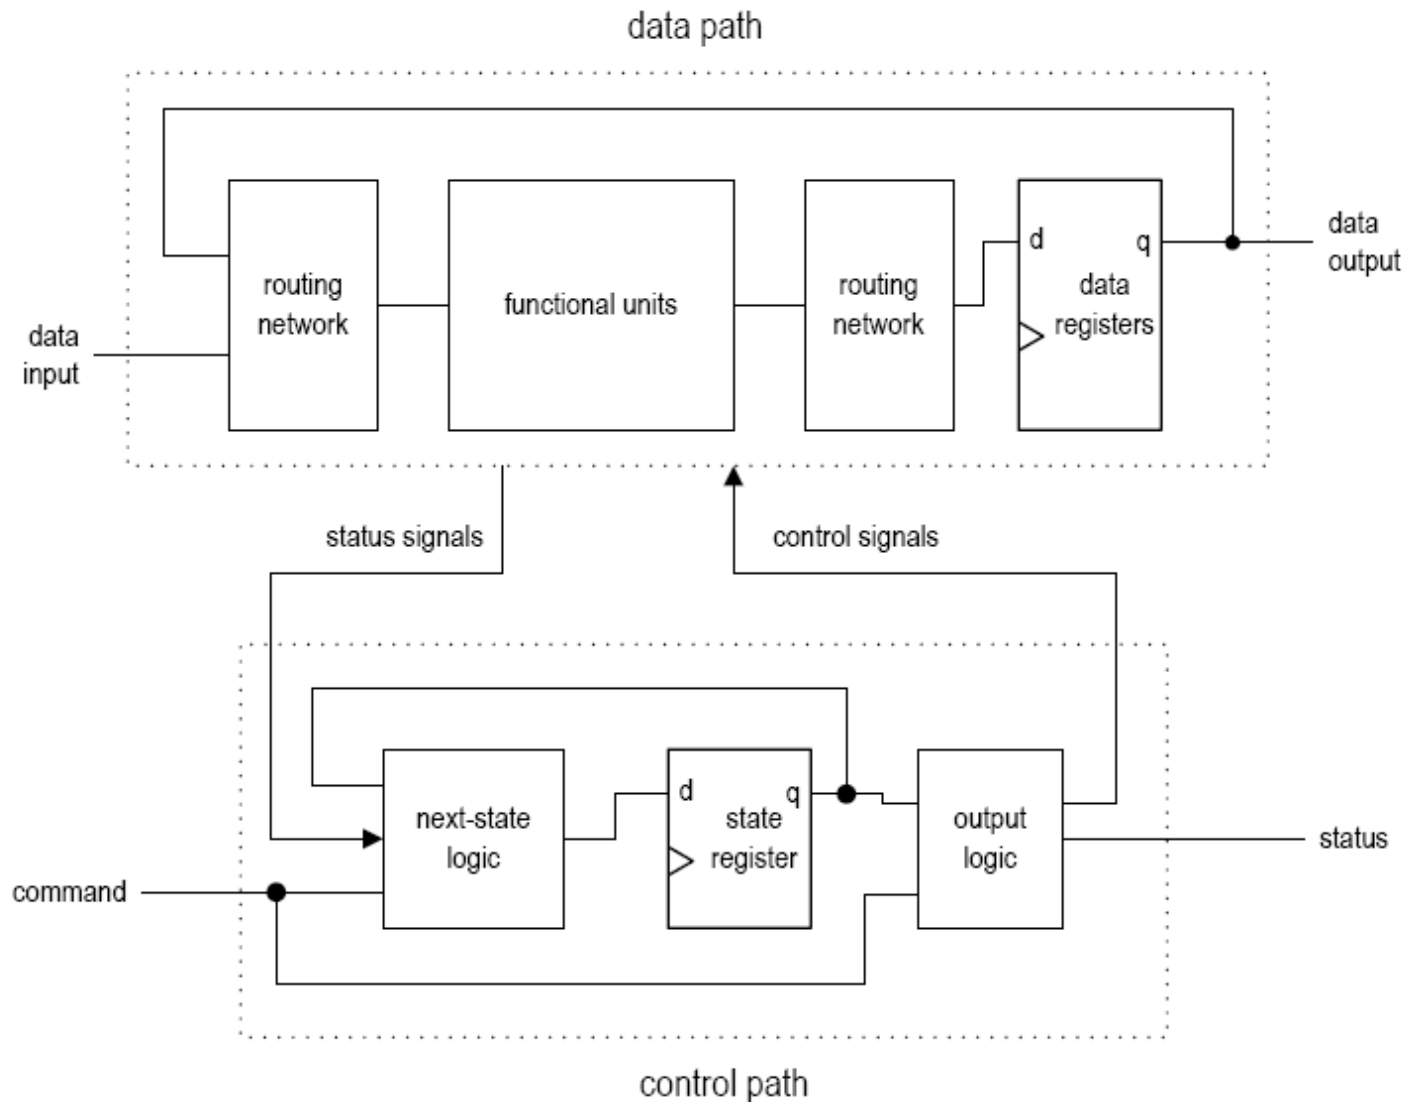 data path
routing
network
functional units
routing
network
d
q
data
registers
data
output
data
input
status signals
control signals
next-state
logic
d
q
state
register
output
logic
status
command
control path